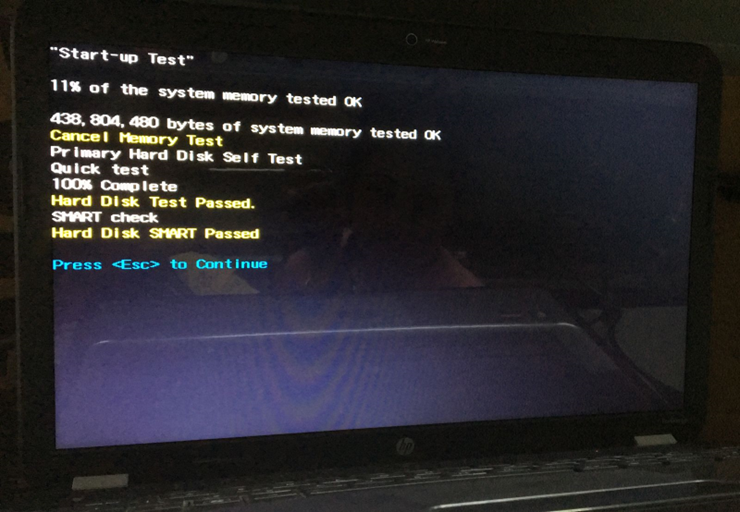 "Start-up Test"
11% of the system memory tested OK
438,804,480 bytes of system memory tested OK
Cancel Memory Test
Primary Hard Disk Self Test
Quick test
100% Complete
Hard Disk Test Passed.
SMART check
Hard Disk SMART Passed
Press <Esc> to Continue
hp